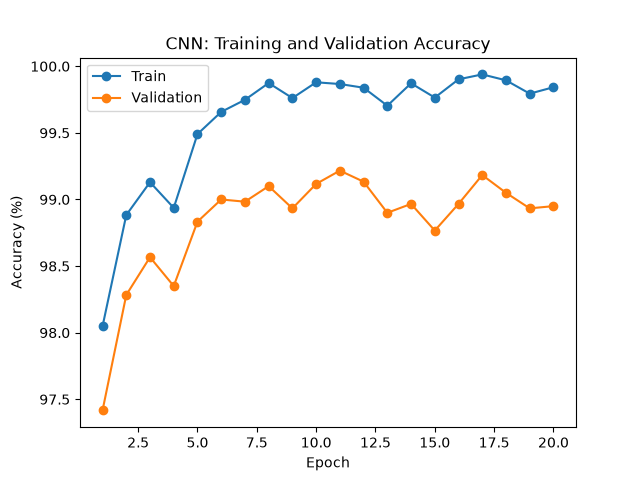 CNN: Training and Validation Accuracy
Train
Validation
100.0
99.5
99.0
98.5
98.0
97.5
Accuracy (%)
2.5 5.0 7.5 10.0 12.5 15.0 17.5 20.0
Epoch